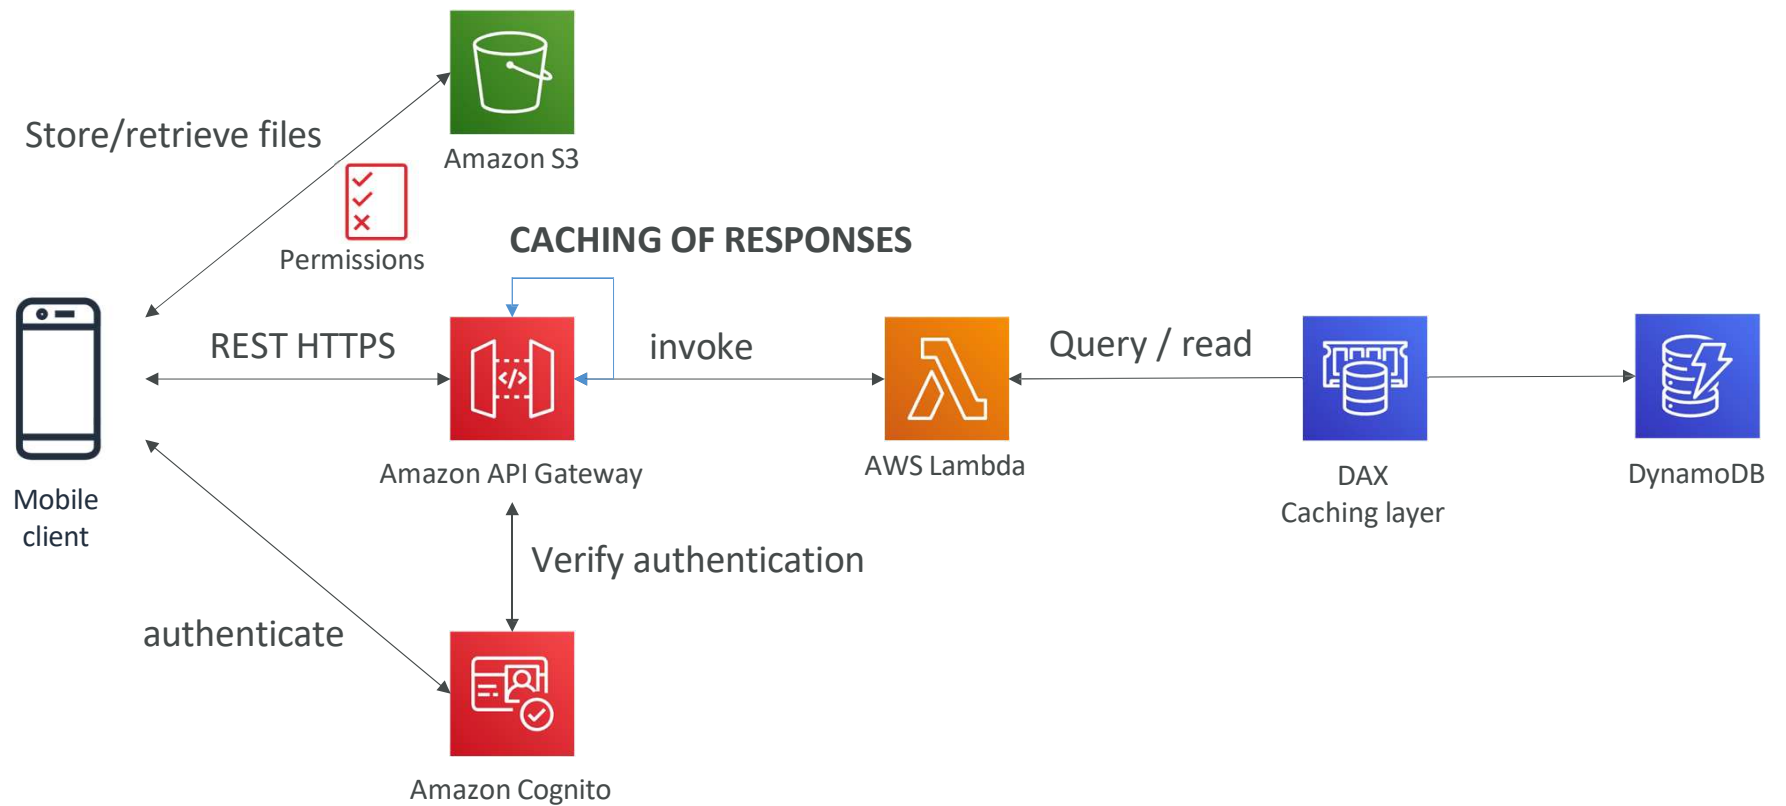 Store/retrieve files
Amazon S3
Permissions
CACHING OF RESPONSES
REST HTTPS
</>
invoke
Query / read
Mobile
client
Amazon API Gateway
AWS Lambda
DAX
Caching layer
DynamoDB
Verify authentication
authenticate
Amazon Cognito